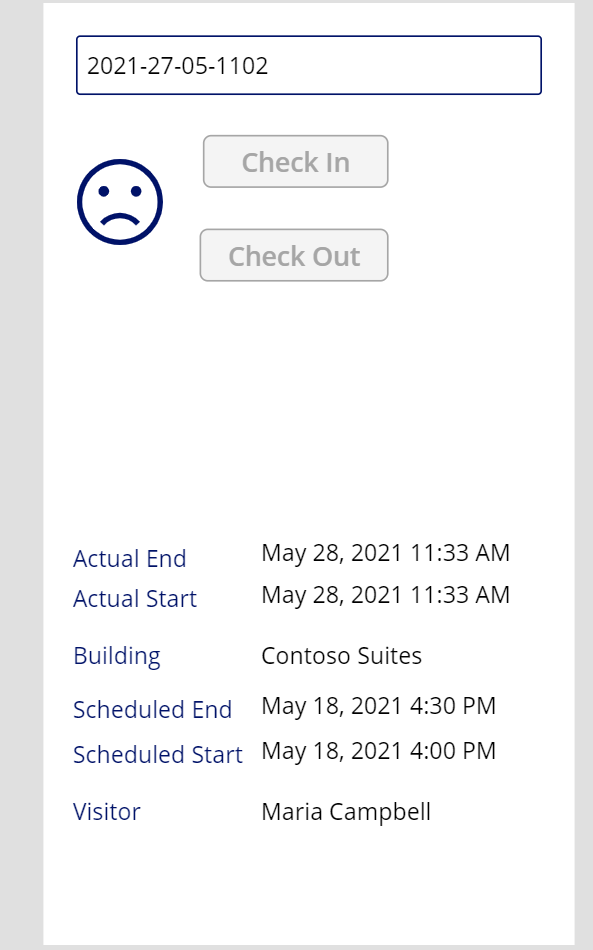 2021-27-05-1102
Check In
Check Out
Actual End May 28, 2021 11:33 AM
Actual Start May 28, 2021 11:33 AM
Building Contoso Suites
Scheduled End May 18, 2021 4:30 PM
Scheduled Start May 18, 2021 4:00 PM
Visitor Maria Campbell